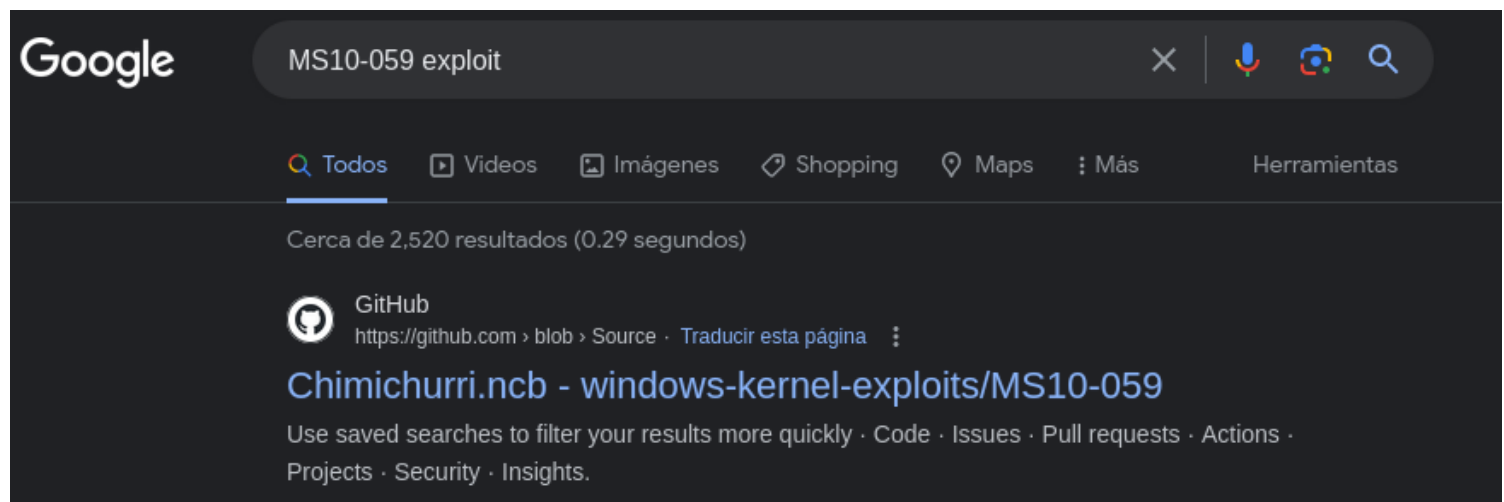 Google
MS10-059 exploit
Todos Videos Imágenes Shopping Maps Más Herramientas
Cerca de 2,520 resultados (0.29 segundos)
GitHub
https://github.com › blob › Source · Traducir esta página
Chimichurri.ncb - windows-kernel-exploits/MS10-059
Use saved searches to filter your results more quickly · Code · Issues · Pull requests · Actions ·
Projects · Security · Insights.